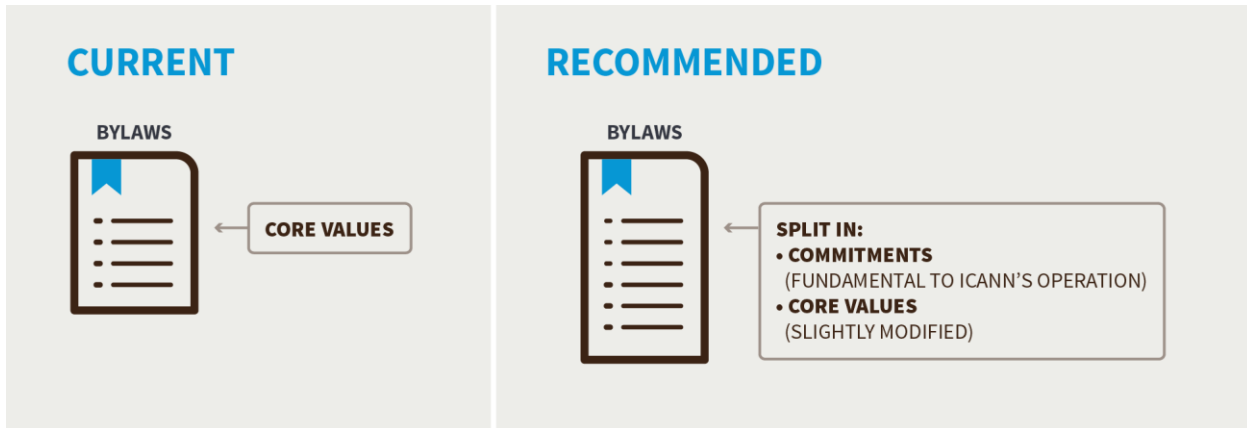 CURRENT
BYLAWS
CORE VALUES
RECOMMENDED
BYLAWS
SPLIT IN:
• COMMITMENTS
(FUNDAMENTAL TO ICANN’S OPERATION)
• CORE VALUES
(SLIGHTLY MODIFIED)